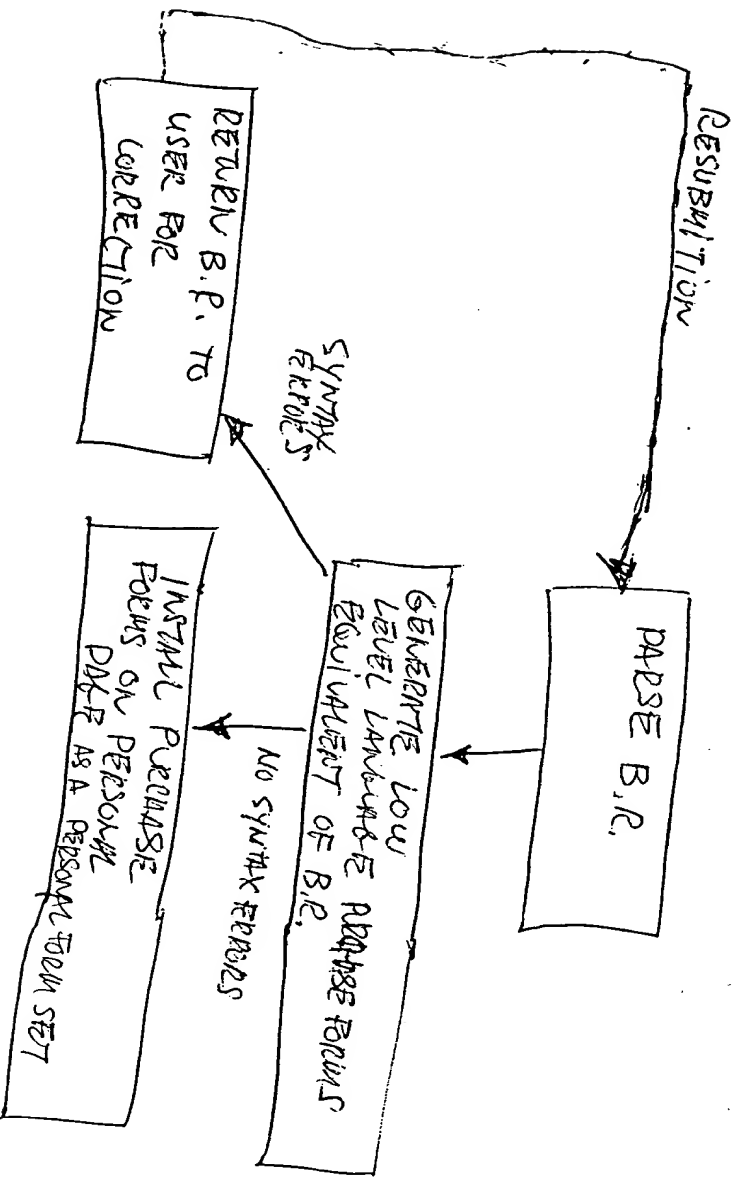 RESUBMITION
PARSE B.R.
GENERATE LOW
LEVEL LANGUAGE PURCHASE FORMS
EQUIVALENT OF B.R.
SYNTAX
ERRORS
NO SYNTAX ERRORS
RETURN B.R. TO
USER FOR
CORRECTION
INSTALL PURCHASE
FORMS ON PERSONAL
PAGE AS A PERSONAL FORM SET